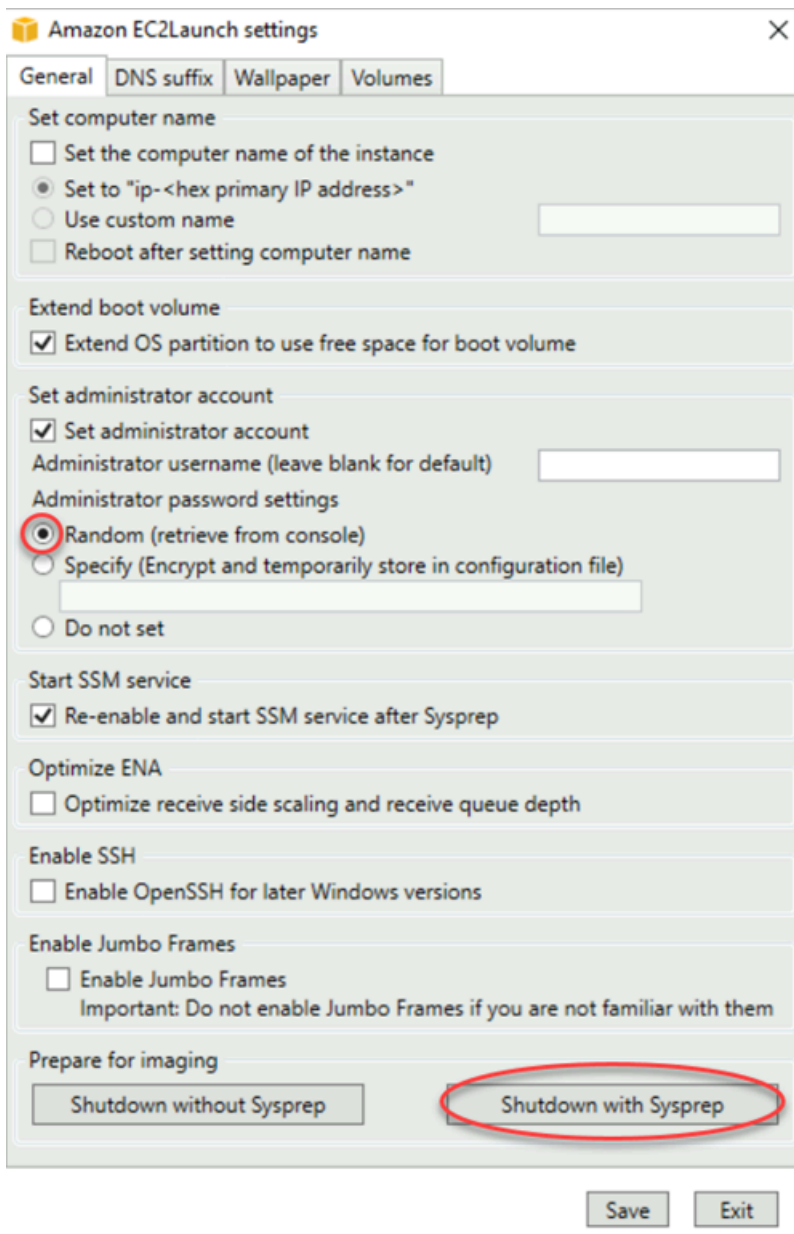 Amazon EC2Launch settings
General DNS suffix Wallpaper Volumes
Set computer name
Set the computer name of the instance
Set to "ip-<hex primary IP address>"
Use custom name
Reboot after setting computer name
Extend boot volume
Extend OS partition to use free space for boot volume
Set administrator account
Set administrator account
Administrator username (leave blank for default)
Administrator password settings
Random (retrieve from console)
Specify (Encrypt and temporarily store in configuration file)
Do not set
Start SSM service
Re-enable and start SSM service after Sysprep
Optimize ENA
Optimize receive side scaling and receive queue depth
Enable SSH
Enable OpenSSH for later Windows versions
Enable Jumbo Frames
Enable Jumbo Frames
Important: Do not enable Jumbo Frames if you are not familiar with them
Prepare for imaging
Shutdown without Sysprep Shutdown with Sysprep
Save Exit